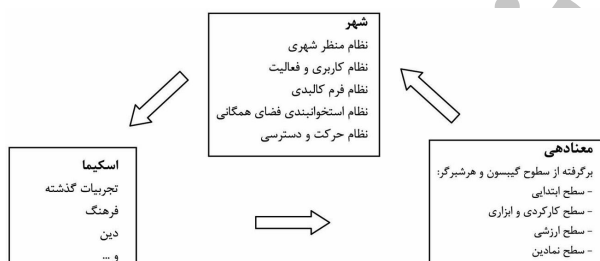 شهر
نظام منظر شهری
نظام کاربری و فعالیت
نظام فرم کالبدی
نظام استخوانبندی فضای همگانی
نظام حرکت و دسترسی
معنادهی
برگرفته از سطوح گیبسون و هرشبرگر:
- سطح ابتدایی
- سطح کارکردی و ابزاری
- سطح ارزشی
- سطح نمادین
اسکیما
تجربیات گذشته
فرهنگ
دین
و ...